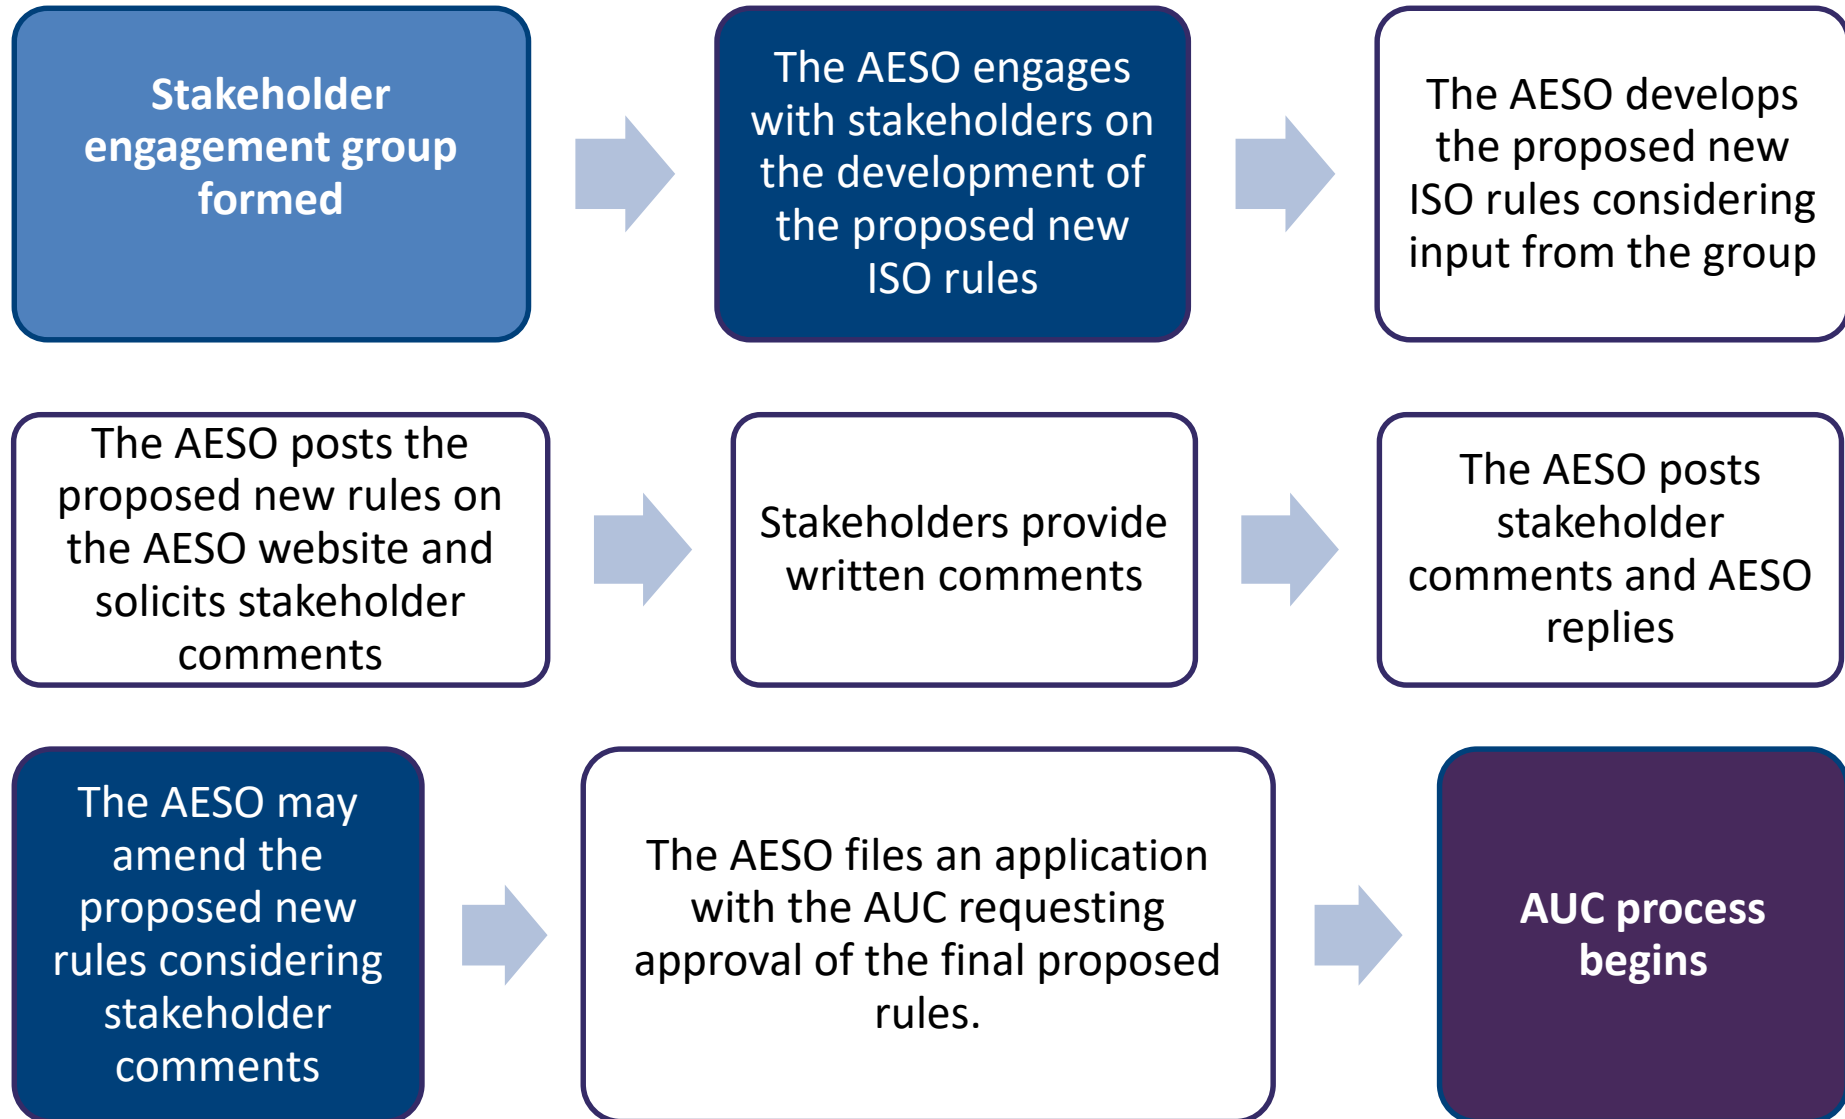 Stakeholder
engagement group
formed
The AESO engages
with stakeholders on
the development of
the proposed new
ISO rules
The AESO develops
the proposed new
ISO rules considering
input from the group
The AESO posts the
proposed new rules on
the AESO website and
solicits stakeholder
comments
Stakeholders provide
written comments
The AESO posts
stakeholder
comments and AESO
replies
The AESO may
amend the
proposed new
rules considering
stakeholder
comments
The AESO files an application
with the AUC requesting
approval of the final proposed
rules.
AUC process
begins